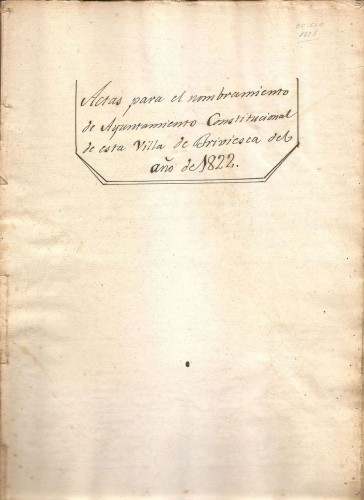 Actas para el nombramiento
de Ayuntamiento Constitucional
de esta Villa de Briviesca del
año de 1822.